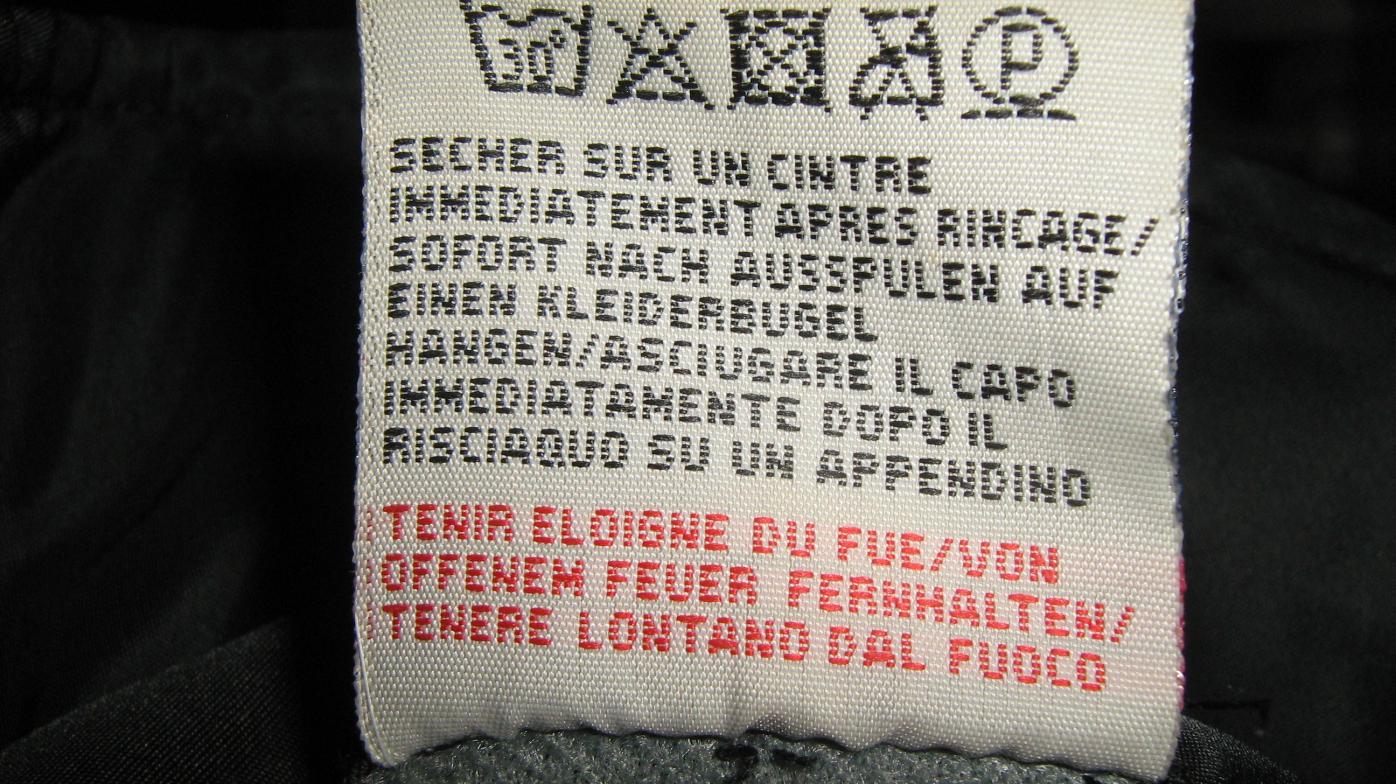 30°
P
SECHER SUR UN CINTRE
IMMEDIATEMENT APRES RINCAGE/
SOFORT NACH AUSSPULEN AUF
EINEN KLEIDERBUGEL
HANGEN/ASCIUGARE IL CAPO
IMMEDIATAMENTE DOPO IL
RISCIAQUO SU UN APPENDINO
TENIR ELOIGNE DU FUE/VON
OFFENEM FEUER FERNHALTEN/
TENERE LONTANO DAL FUOCO